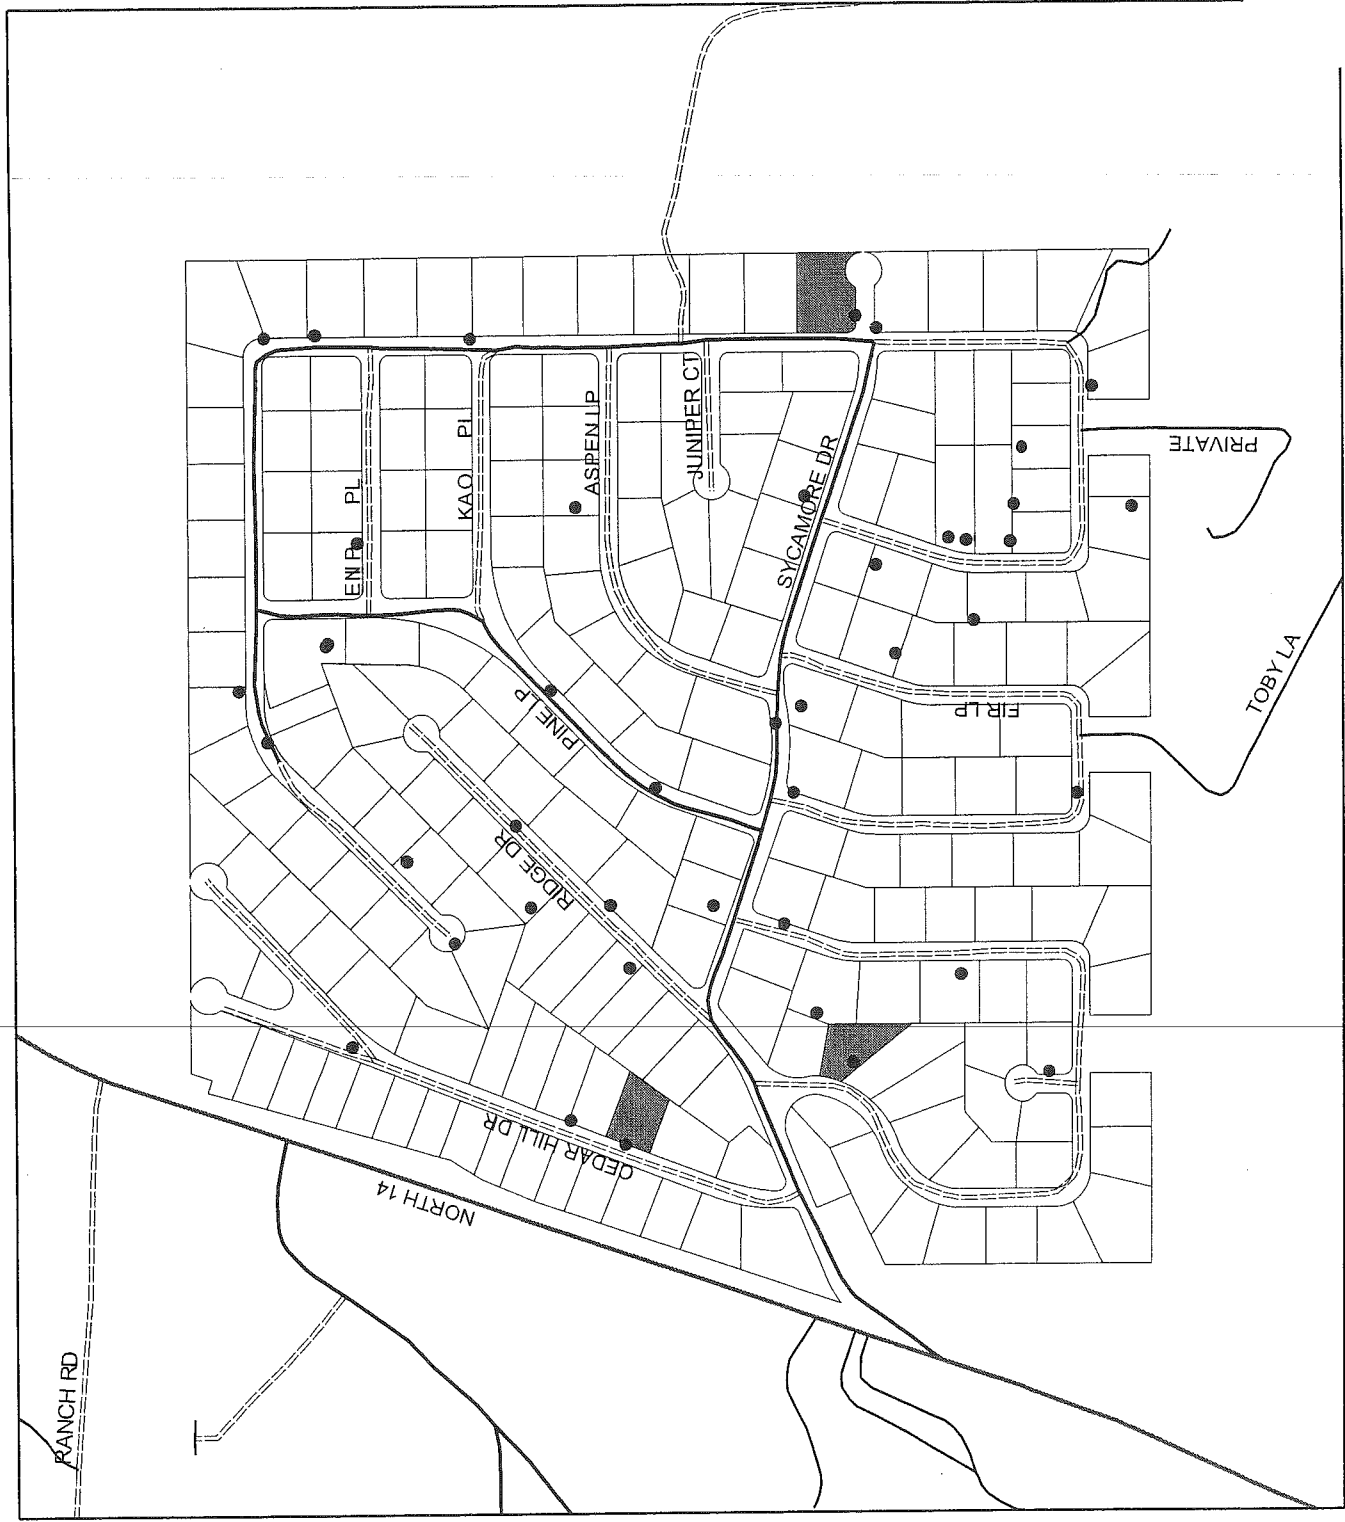 EN P PL
KAO PL
ASPEN LP
JUNIPER CT
SYCAMORE DR
PRIVATE
PINE LP
FIR LP
TOBY LA
RIDGE DR
CEDAR HILL DR
NORTH 14
RANCH RD